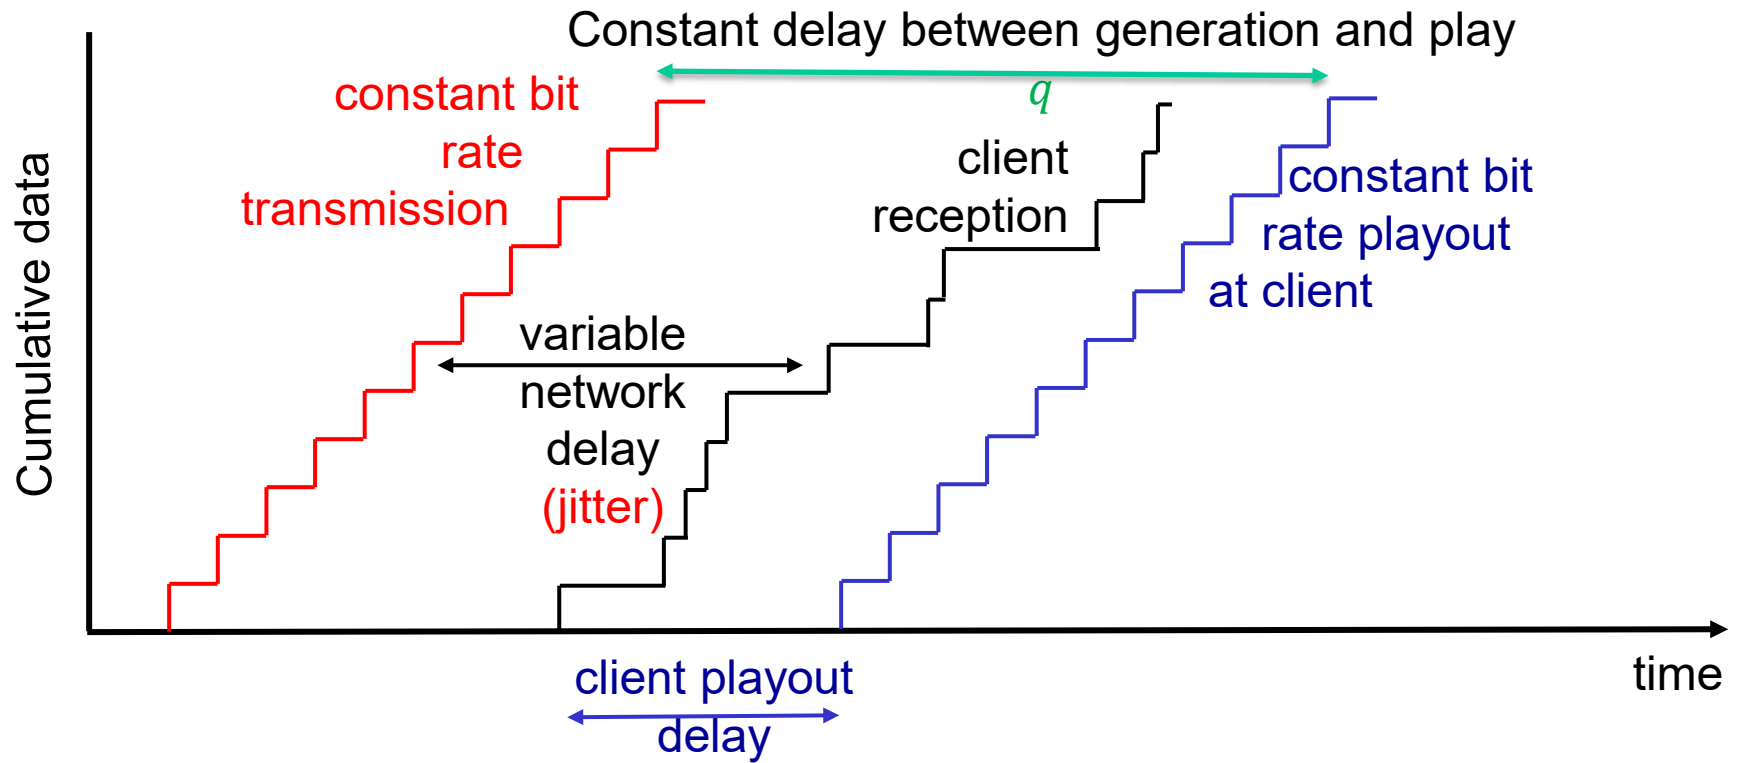 Constant delay between generation and play
q
constant bit
rate
transmission
client
reception
constant bit
rate playout
at client
variable
network
delay
(jitter)
Cumulative data
time
client playout
delay